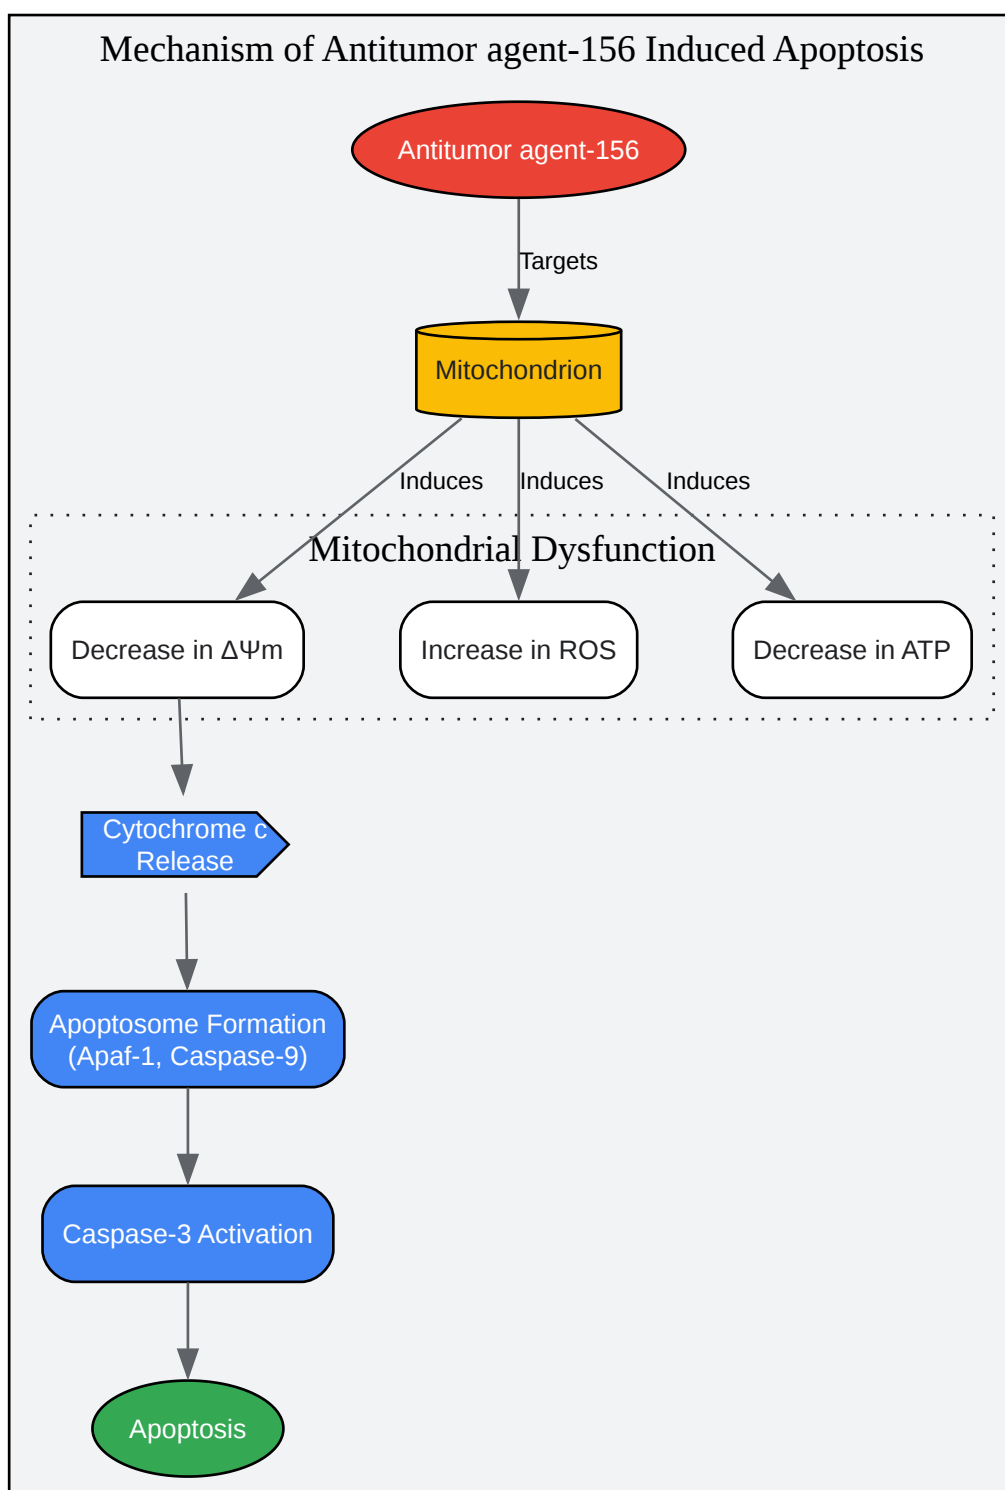 Mechanism of Antitumor agent-156 Induced Apoptosis
Antitumor agent-156
Targets
Mitochondrion
Induces
Induces
Induces
Mitochondrial Dysfunction
Decrease in ΔΨm
Increase in ROS
Decrease in ATP
Cytochrome c
Release
Apoptosome Formation
(Apaf-1, Caspase-9)
Caspase-3 Activation
Apoptosis